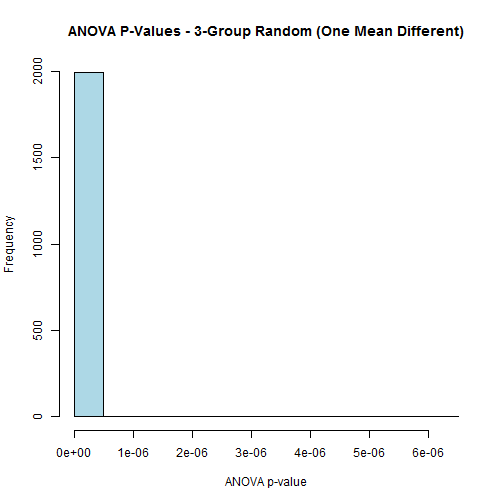 ANOVA P-Values - 3-Group Random (One Mean Different)
Frequency
2000
1500
1000
500
0
0e+00 1e-06 2e-06 3e-06 4e-06 5e-06 6e-06
ANOVA p-value